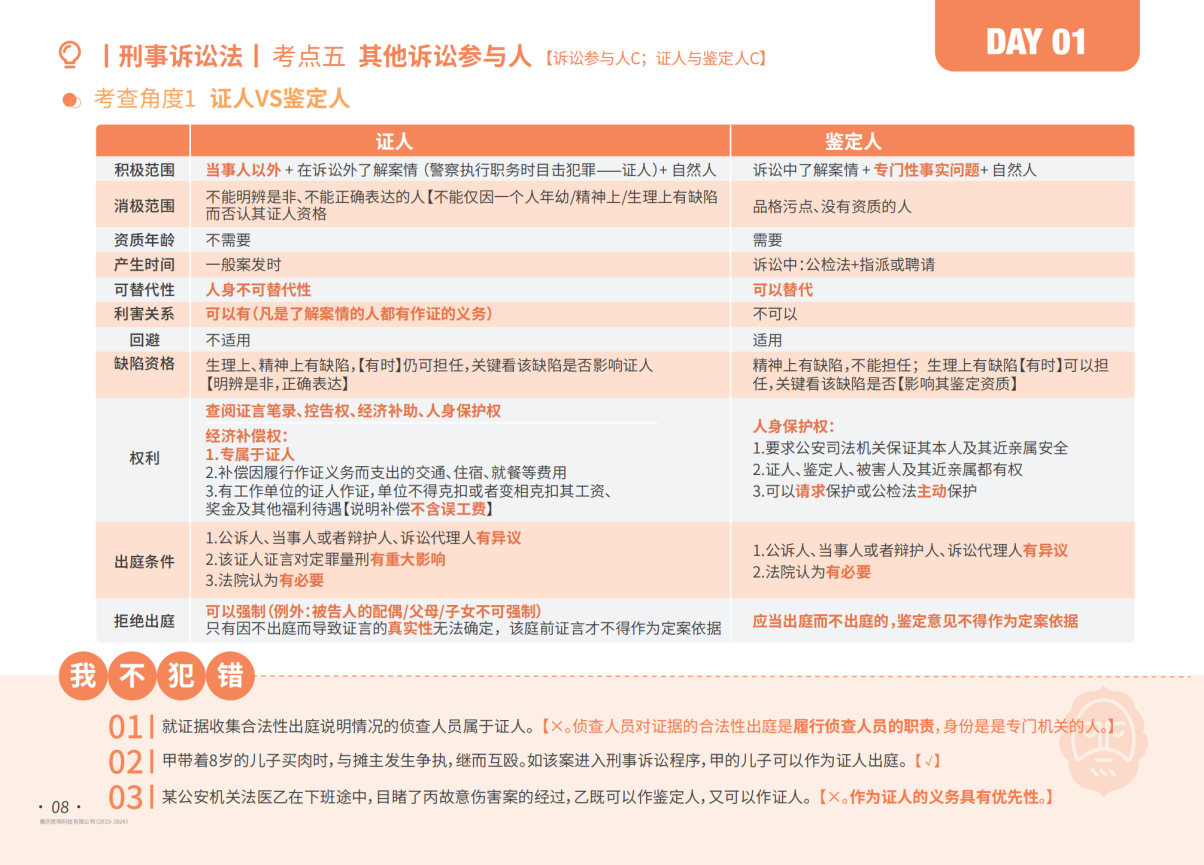 DAY 01
|刑事诉讼法| 考点五 其他诉讼参与人【诉讼参与人C；证人与鉴定人C】
考查角度1 证人VS鉴定人
证人 鉴定人
积极范围 当事人以外 + 在诉讼外了解案情（警察执行职务时目击犯罪——证人）+ 自然人 诉讼中了解案情 + 专门性事实问题+ 自然人
消极范围 不能明辨是非、不能正确表达的人【不能仅因一个人年幼/精神上/生理上有缺陷
而否认其证人资格 品格污点、没有资质的人
资质年龄 不需要 需要
产生时间 一般案发时 诉讼中：公检法+指派或聘请
可替代性 人身不可替代性 可以替代
利害关系 可以有（凡是了解案情的人都有作证的义务） 不可以
回避 不适用 适用
缺陷资格 生理上、精神上有缺陷，【有时】仍可担任，关键看该缺陷是否影响证人
【明辨是非，正确表达】
精神上有缺陷，不能担任；生理上有缺陷【有时】可以担
任，关键看该缺陷是否【影响其鉴定资质】
权利
查阅证言笔录、控告权、经济补助、人身保护权
经济补偿权：
1.专属于证人
2.补偿因履行作证义务而支出的交通、住宿、就餐等费用
3.有工作单位的证人作证，单位不得克扣或者变相克扣其工资、
奖金及其他福利待遇【说明补偿不含误工费】
人身保护权：
1.要求公安司法机关保证其本人及其近亲属安全
2.证人、鉴定人、被害人及其近亲属都有权
3.可以请求保护或公检法主动保护
出庭条件
1.公诉人、当事人或者辩护人、诉讼代理人有异议
2.该证人证言对定罪量刑有重大影响
3.法院认为有必要
1.公诉人、当事人或者辩护人、诉讼代理人有异议
2.法院认为有必要
拒绝出庭
可以强制（例外：被告人的配偶/父母/子女不可强制）
只有因不出庭而导致证言的真实性无法确定，该庭前证言才不得作为定案依据
应当出庭而不出庭的，鉴定意见不得作为定案依据
我不犯错
01| 就证据收集合法性出庭说明情况的侦查人员属于证人。【×。侦查人员对证据的合法性出庭是履行侦查人员的职责，身份是是专门机关的人。】
02| 甲带着8岁的儿子买肉时，与摊主发生争执，继而互殴。如该案进入刑事诉讼程序，甲的儿子可以作为证人出庭。【√】
03| 某公安机关法医乙在下班途中，目睹了丙故意伤害案的经过，乙既可以作鉴定人，又可以作证人。【×。作为证人的义务具有优先性。】
· 08 ·